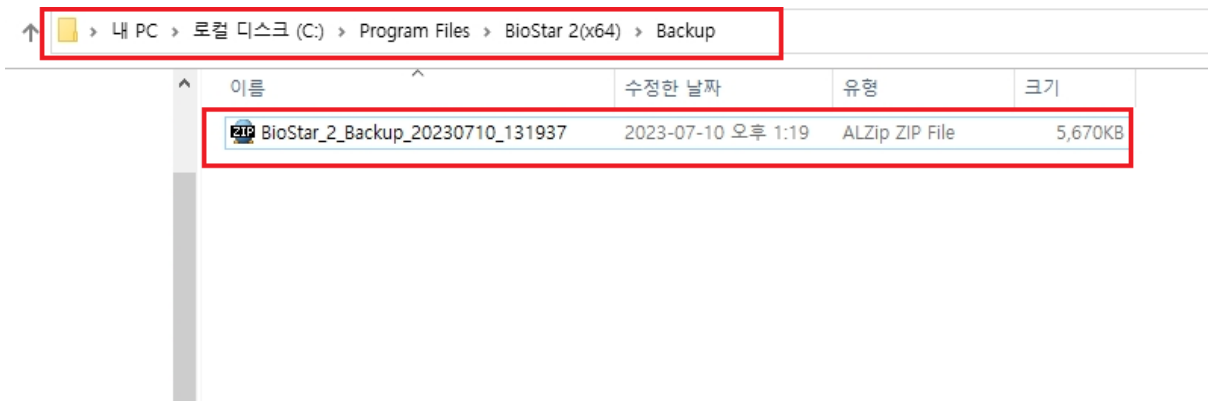 내 PC > 로컬 디스크 (C:) > Program Files > BioStar 2(x64) > Backup
이름 수정한 날짜 유형 크기
ZIP BioStar_2_Backup_20230710_131937 2023-07-10 오후 1:19 ALZip ZIP File 5,670KB